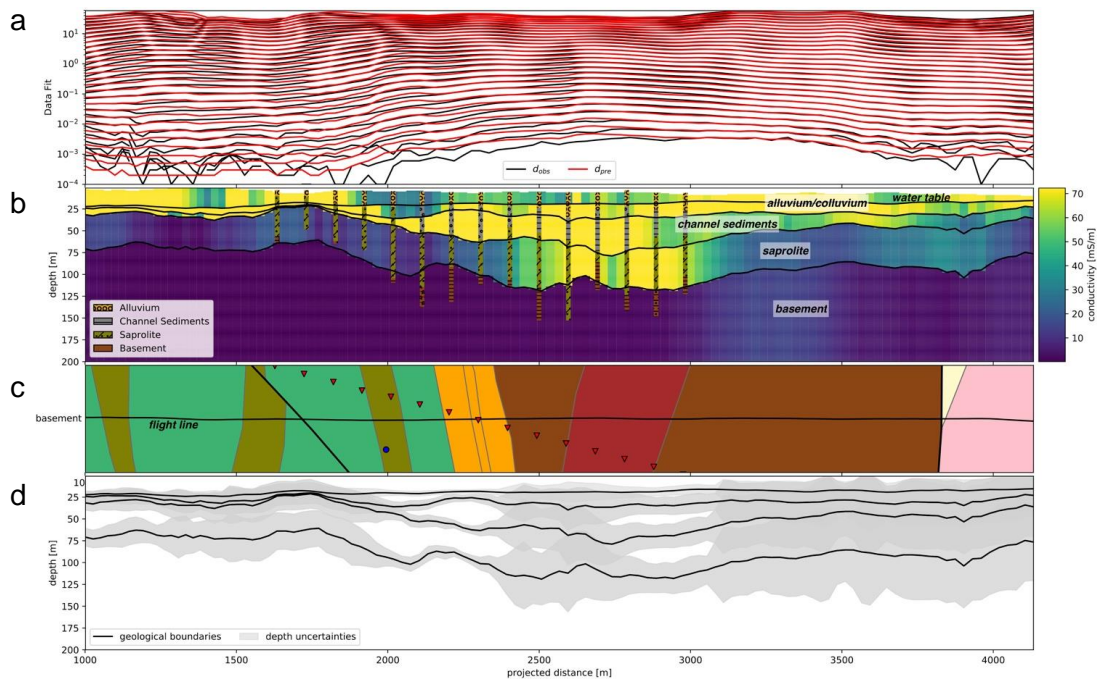 a
10¹
10⁰
10⁻¹
10⁻²
10⁻³
10⁻⁴
Data Fit
d_obs d_pre
b
25
50
75
100
125
150
175
200
depth [m]
alluvium/colluvium
water table
channel sediments
saprolite
basement
Alluvium
Channel Sediments
Saprolite
Basement
70
60
50
40
30
20
10
conductivity [mS/m]
c
basement
flight line
d
10
25
50
75
100
125
150
175
200
depth [m]
geological boundaries depth uncertainties
1000 1500 2000 2500 3000 3500 4000
projected distance [m]